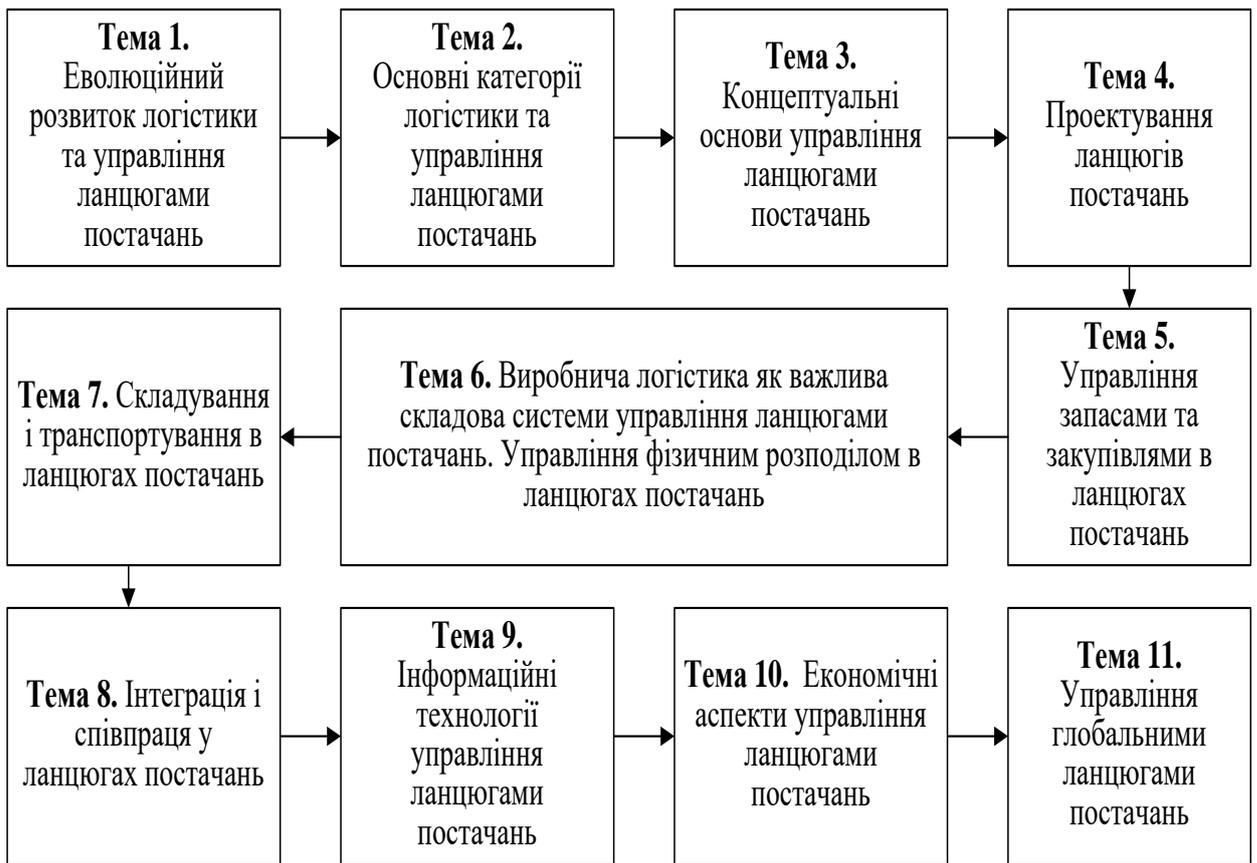 Тема 1.
Еволюційний
розвиток логістики
та управління
ланцюгами
постачань
Тема 2.
Основні категорії
логістики та
управління
ланцюгами
постачань
Тема 3.
Концептуальні
основи управління
ланцюгами
постачань
Тема 4.
Проектування
ланцюгів
постачань
Тема 5.
Управління
запасами та
закупівлями в
ланцюгах
постачань
Тема 6. Виробнича логістика як важлива
складова системи управління ланцюгами
постачань. Управління фізичним розподілом в
ланцюгах постачань
Тема 7. Складування
і транспортування в
ланцюгах постачань
Тема 8. Інтеграція і
співпраця у
ланцюгах постачань
Тема 9.
Інформаційні
технології
управління
ланцюгами
постачань
Тема 10. Економічні
аспекти управління
ланцюгами
постачань
Тема 11.
Управління
глобальними
ланцюгами
постачань